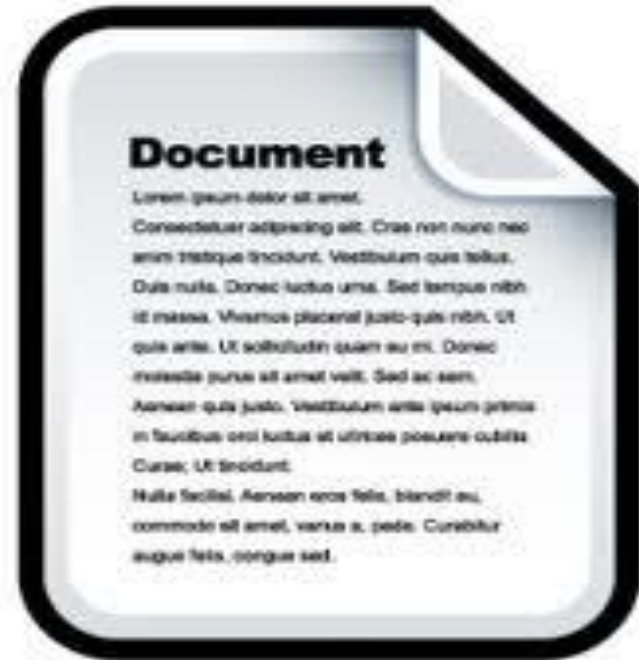 Document
Lorem ipsum dolor sit amet.
Consectetuer adipiscing elit. Cras non nunc nec
enim tristique tincidunt. Vestibulum quis tellus.
Duis nulla. Donec luctus urna. Sed tempus nibh
id massa. Vivamus placerat justo quis nibh. Ut
quis ante. Ut sollicitudin quam eu mi. Donec
molestie purus sit amet velit. Sed ac sem.
Aenean quis justo. Vestibulum ante ipsum primis
in faucibus orci luctus et ultrices posuere cubilia
Curae; Ut tincidunt.
Nulla facilisi. Aenean eros felis, blandit eu,
commodo sit amet, varius a, pede. Curabitur
augue felis, congue sed.